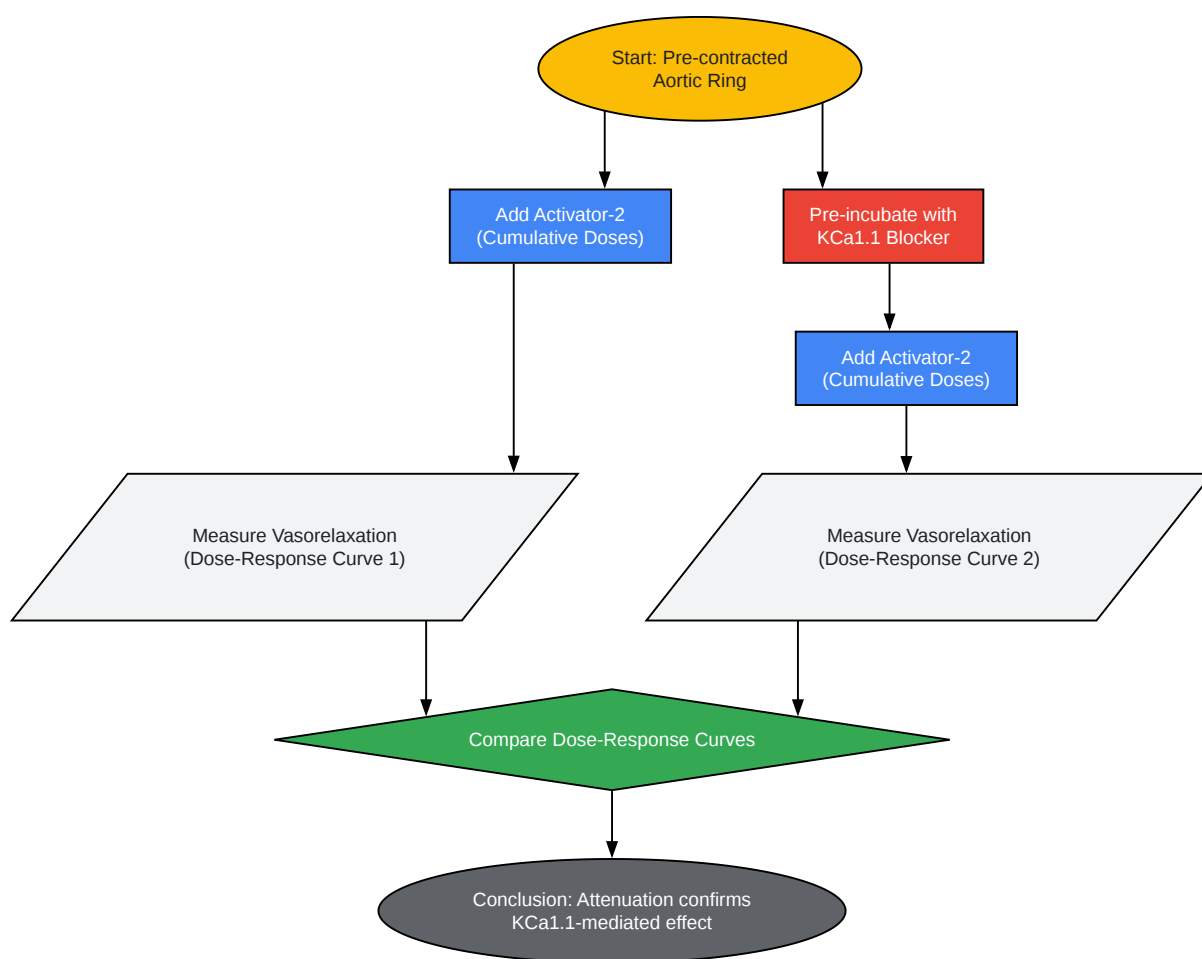 Start: Pre-contracted
Aortic Ring
Add Activator-2
(Cumulative Doses)
Pre-incubate with
KCa1.1 Blocker
Add Activator-2
(Cumulative Doses)
Measure Vasorelaxation
(Dose-Response Curve 1)
Measure Vasorelaxation
(Dose-Response Curve 2)
Compare Dose-Response Curves
Conclusion: Attenuation confirms
KCa1.1-mediated effect